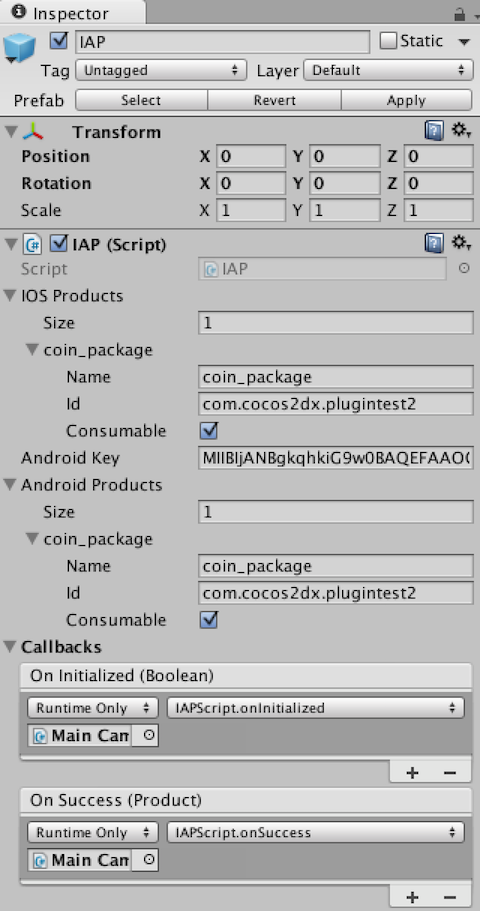 Inspector
IAP Static
Tag Untagged Layer Default
Prefab Select Revert Apply
Transform
Position X 0 Y 0 Z 0
Rotation X 0 Y 0 Z 0
Scale X 1 Y 1 Z 1
IAP (Script)
Script IAP
IOS Products
Size 1
coin_package
Name coin_package
Id com.cocos2dx.plugintest2
Consumable
Android Key MIIBIjANBgkqhkiG9w0BAQEFAAO
Android Products
Size 1
coin_package
Name coin_package
Id com.cocos2dx.plugintest2
Consumable
Callbacks
On Initialized (Boolean)
Runtime Only IAPScript.onInitialized
Main Can
+ −
On Success (Product)
Runtime Only IAPScript.onSuccess
Main Can
+ −